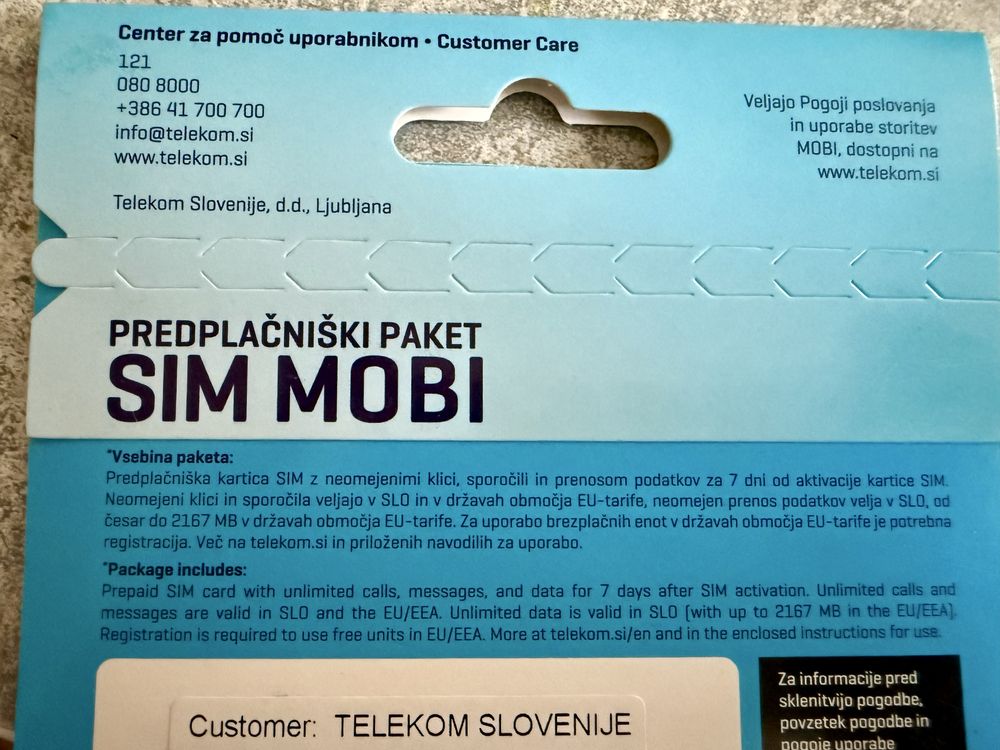 Center za pomoč uporabnikom • Customer Care
121
080 8000
+386 41 700 700
info@telekom.si
www.telekom.si
Telekom Slovenije, d.d., Ljubljana
Veljajo Pogoji poslovanja
in uporabe storitev
MOBI, dostopni na
www.telekom.si
PREDPLAČNIŠKI PAKET
SIM MOBI
*Vsebina paketa:
Predplačniška kartica SIM z neomejenimi klici, sporočili in prenosom podatkov za 7 dni od aktivacije kartice SIM.
Neomejeni klici in sporočila veljajo v SLO in v državah območja EU-tarife, neomejen prenos podatkov velja v SLO, od
česar do 2167 MB v državah območja EU-tarife. Za uporabo brezplačnih enot v državah območja EU-tarife je potrebna
registracija. Več na telekom.si in priloženih navodilih za uporabo.
*Package includes:
Prepaid SIM card with unlimited calls, messages, and data for 7 days after SIM activation. Unlimited calls and
messages are valid in SLO and the EU/EEA. Unlimited data is valid in SLO (with up to 2167 MB in the EU/EEA).
Registration is required to use free units in EU/EEA. More at telekom.si/en and in the enclosed instructions for use.
Customer: TELEKOM SLOVENIJE
Za informacije pred
sklenitvijo pogodbe,
povzetek pogodbe in
pogoje uporabe